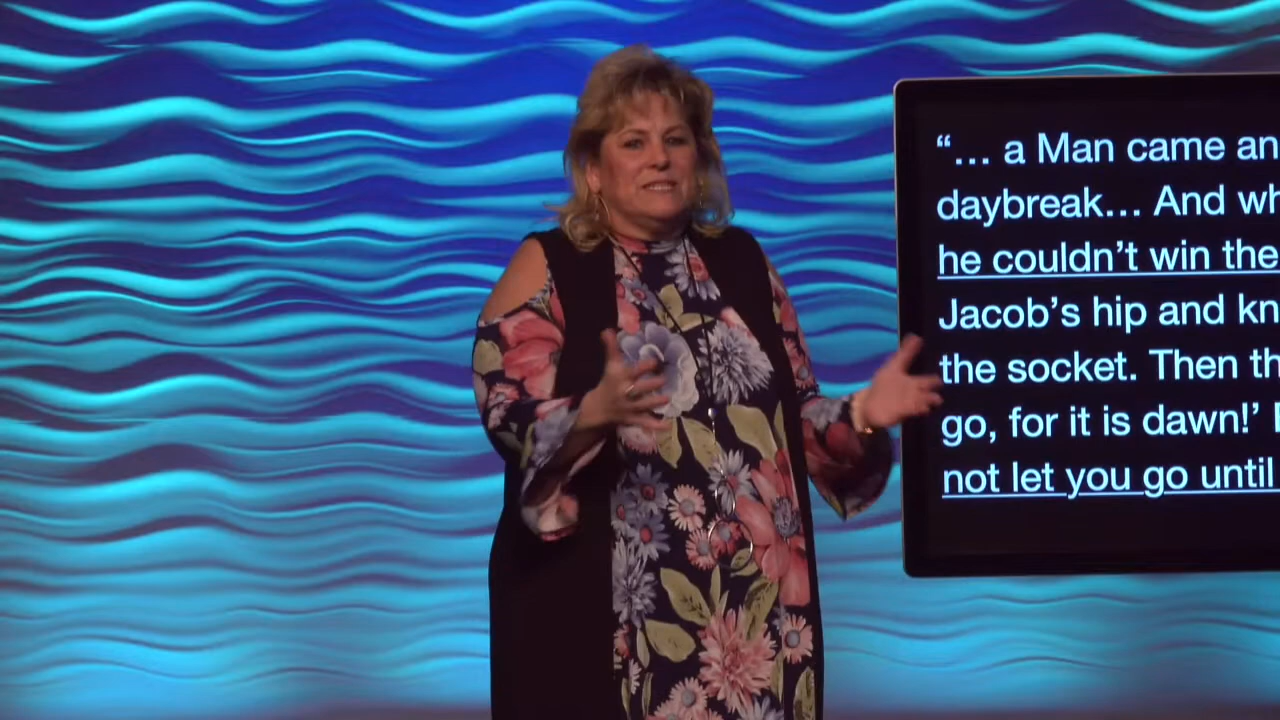 “… a Man came an
daybreak… And wh
he couldn’t win the
Jacob’s hip and kn
the socket. Then th
go, for it is dawn!’
not let you go until